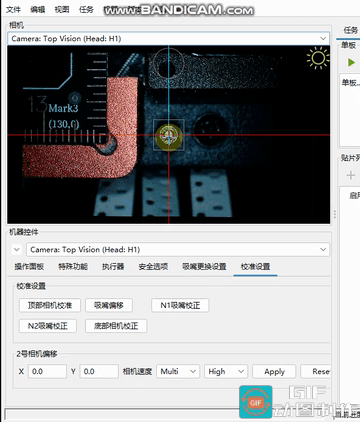 www.BANDICAM.com
文件 编辑 视图 任务
相机
Camera: Top Vision (Head: H1)
13
Mark3
(130.0)
任务
单板
单板..
贴片列
启用
机器控件
Camera: Top Vision (Head: H1)
操作面板 特殊功能 执行器 安全选项 吸嘴更换设置 校准设置
校准设置
顶部相机校准 吸嘴偏移 N1吸嘴校正
N2吸嘴校正 底部相机校正
2号相机偏移
X 0.0 Y 0.0 相机速度 Multi High Apply Rese
GIF
GIF